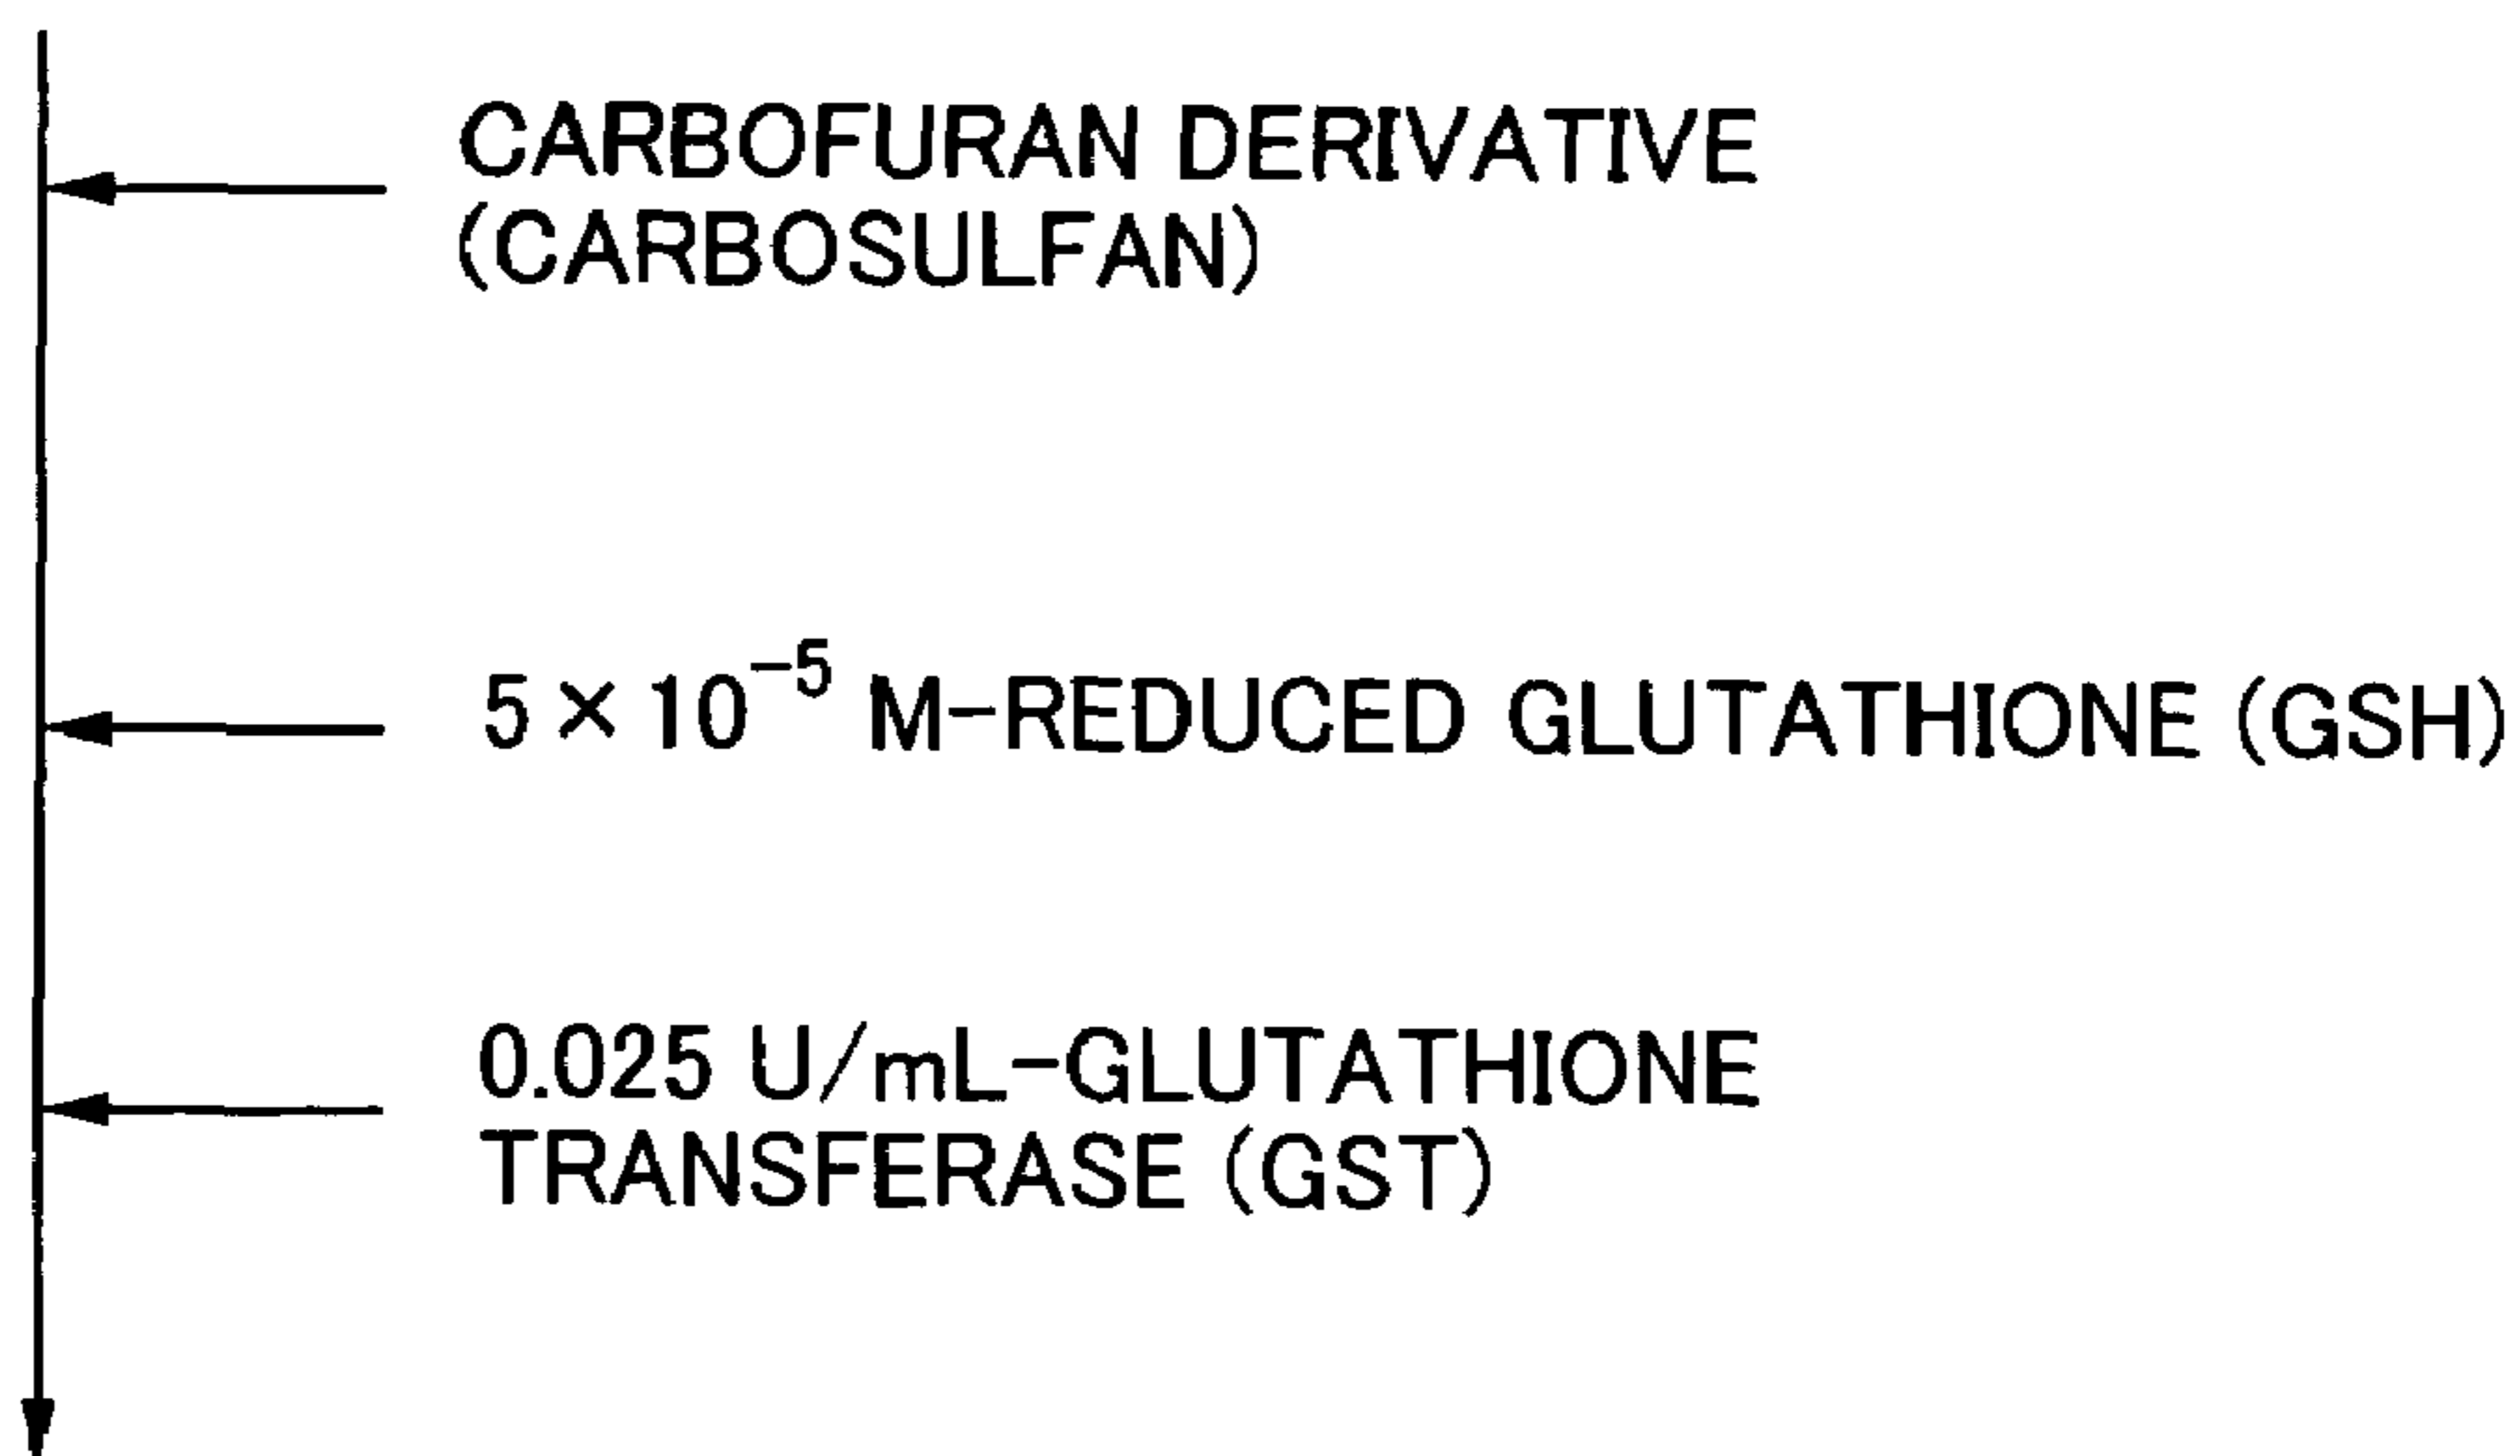 CARBOFURAN DERIVATIVE
(CARBOSULFAN)
5×10⁻⁵ M-REDUCED GLUTATHIONE (GSH)
0.025 U/mL-GLUTATHIONE
TRANSFERASE (GST)